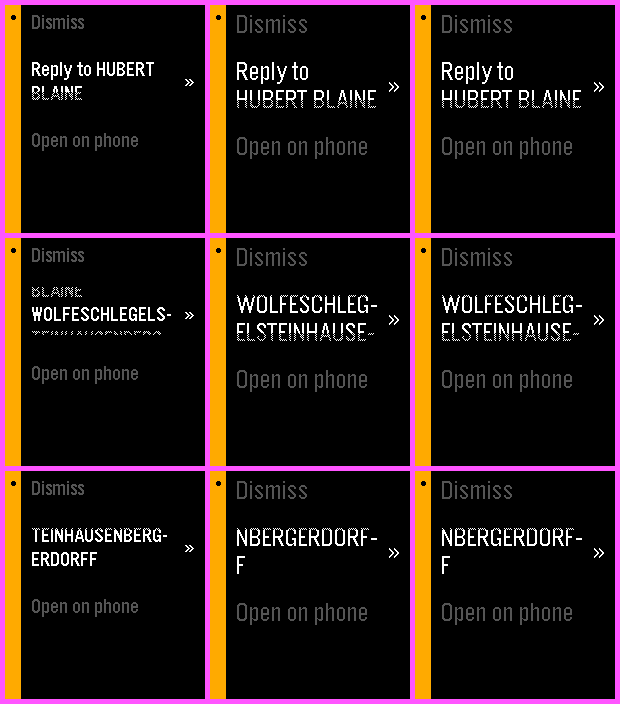 Dismiss
Reply to HUBERT
BLAINE
»
Open on phone
Dismiss
Reply to
HUBERT BLAINE
»
Open on phone
Dismiss
Reply to
HUBERT BLAINE
»
Open on phone
Dismiss
BLAINE
WOLFESCHLEGELS-
»
Open on phone
Dismiss
WOLFESCHLEG-
ELSTEINHAUSE-
»
Open on phone
Dismiss
WOLFESCHLEG-
ELSTEINHAUSE-
»
Open on phone
Dismiss
TEINHAUSENBERG-
ERDORFF
»
Open on phone
Dismiss
NBERGERDORF-
F
»
Open on phone
Dismiss
NBERGERDORF-
F
»
Open on phone